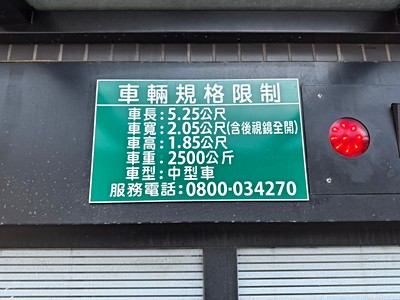 車輛規格限制
車長:5.25公尺
車寬:2.05公尺(含後視鏡全開)
車高:1.85公尺
車重.2500公斤
車型:中型車
服務電話:0800-034270